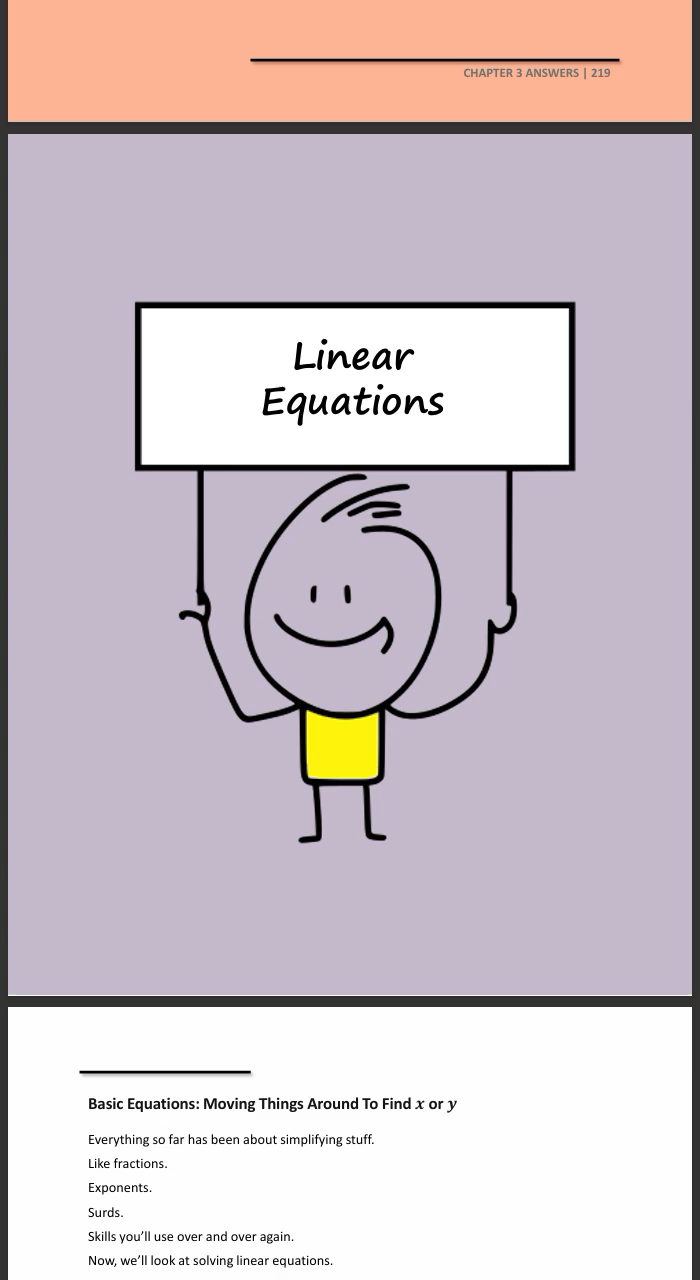 CHAPTER 3 ANSWERS | 219
Linear
Equations
Basic Equations: Moving Things Around To Find x or y
Everything so far has been about simplifying stuff.
Like fractions.
Exponents.
Surds.
Skills you’ll use over and over again.
Now, we’ll look at solving linear equations.